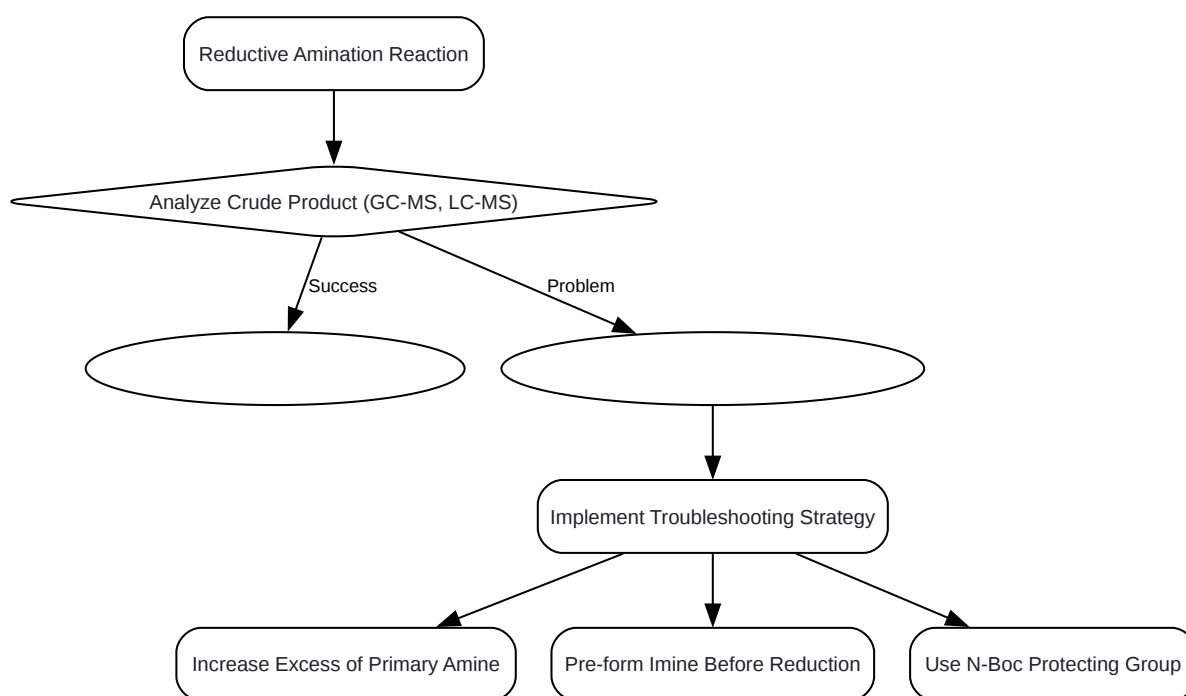 Reductive Amination Reaction
Analyze Crude Product (GC-MS, LC-MS)
Success
Problem
Implement Troubleshooting Strategy
Increase Excess of Primary Amine
Pre-form Imine Before Reduction
Use N-Boc Protecting Group